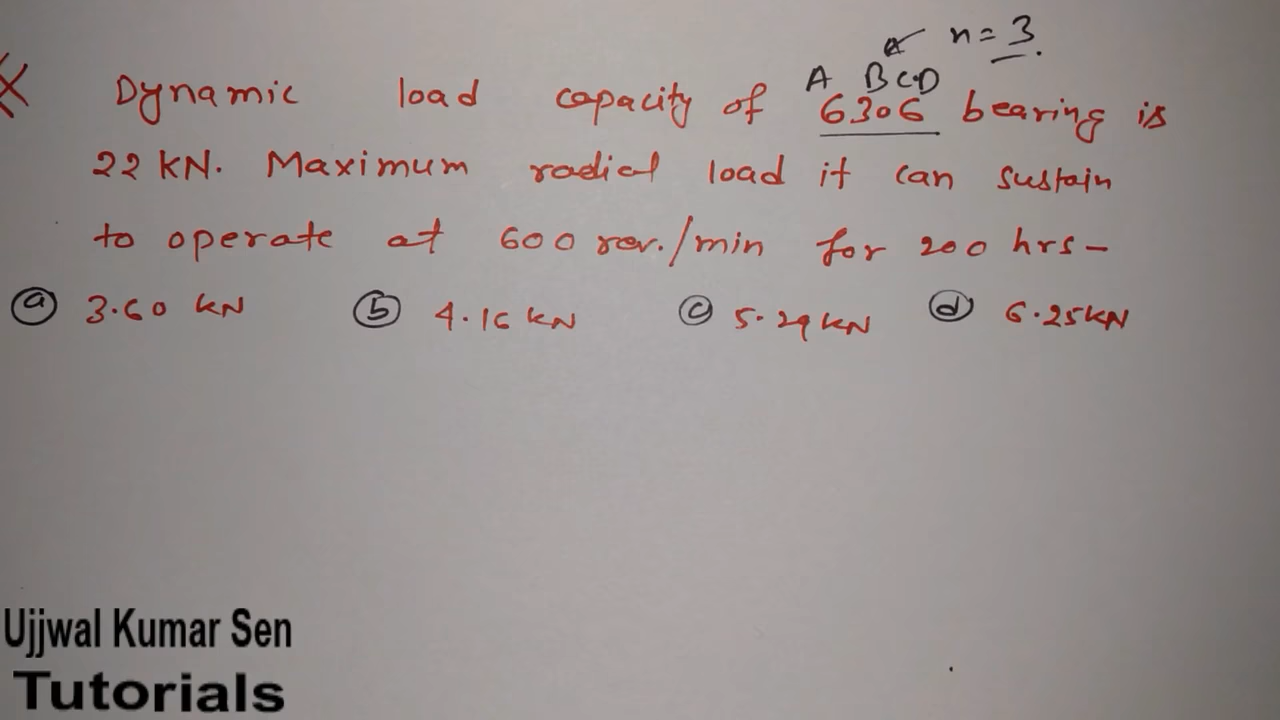 n = 3.
A B C D
Dynamic load capacity of 6306 bearing is
22 KN. Maximum radial load it can sustain
to operate at 600 rev./min for 200 hrs-
(a) 3.60 KN (b) 4.16 KN (c) 5.29 KN (d) 6.25 KN
Ujjwal Kumar Sen
Tutorials